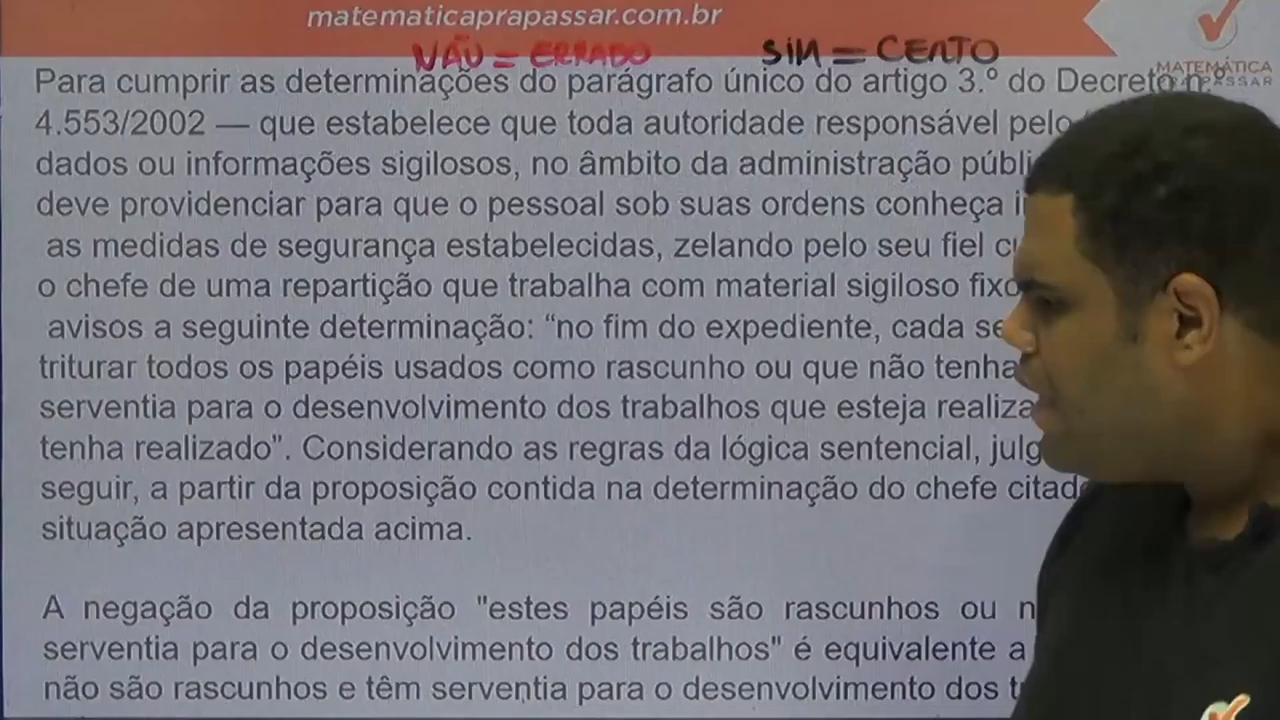 matematicaprapassar.com.br
NÃO = ERRADO SIM = CERTO
MATEMÁTICA
PRAPASSAR
Para cumprir as determinações do parágrafo único do artigo 3.º do Decreto n.º
4.553/2002 — que estabelece que toda autoridade responsável pelo
dados ou informações sigilosos, no âmbito da administração
deve providenciar para que o pessoal sob suas ordens conheça
as medidas de segurança estabelecidas, zelando pelo seu fiel
o chefe de uma repartição que trabalha com material sigiloso
avisos a seguinte determinação: “no fim do expediente, cada
triturar todos os papéis usados como rascunho ou que não
serventia para o desenvolvimento dos trabalhos que esteja
tenha realizado". Considerando as regras da lógica sentencial,
seguir, a partir da proposição contida na determinação do chefe
situação apresentada acima.
A negação da proposição "estes papéis são rascunhos ou
serventia para o desenvolvimento dos trabalhos" é equivalente a
não são rascunhos e têm serventia para o desenvolvimento dos